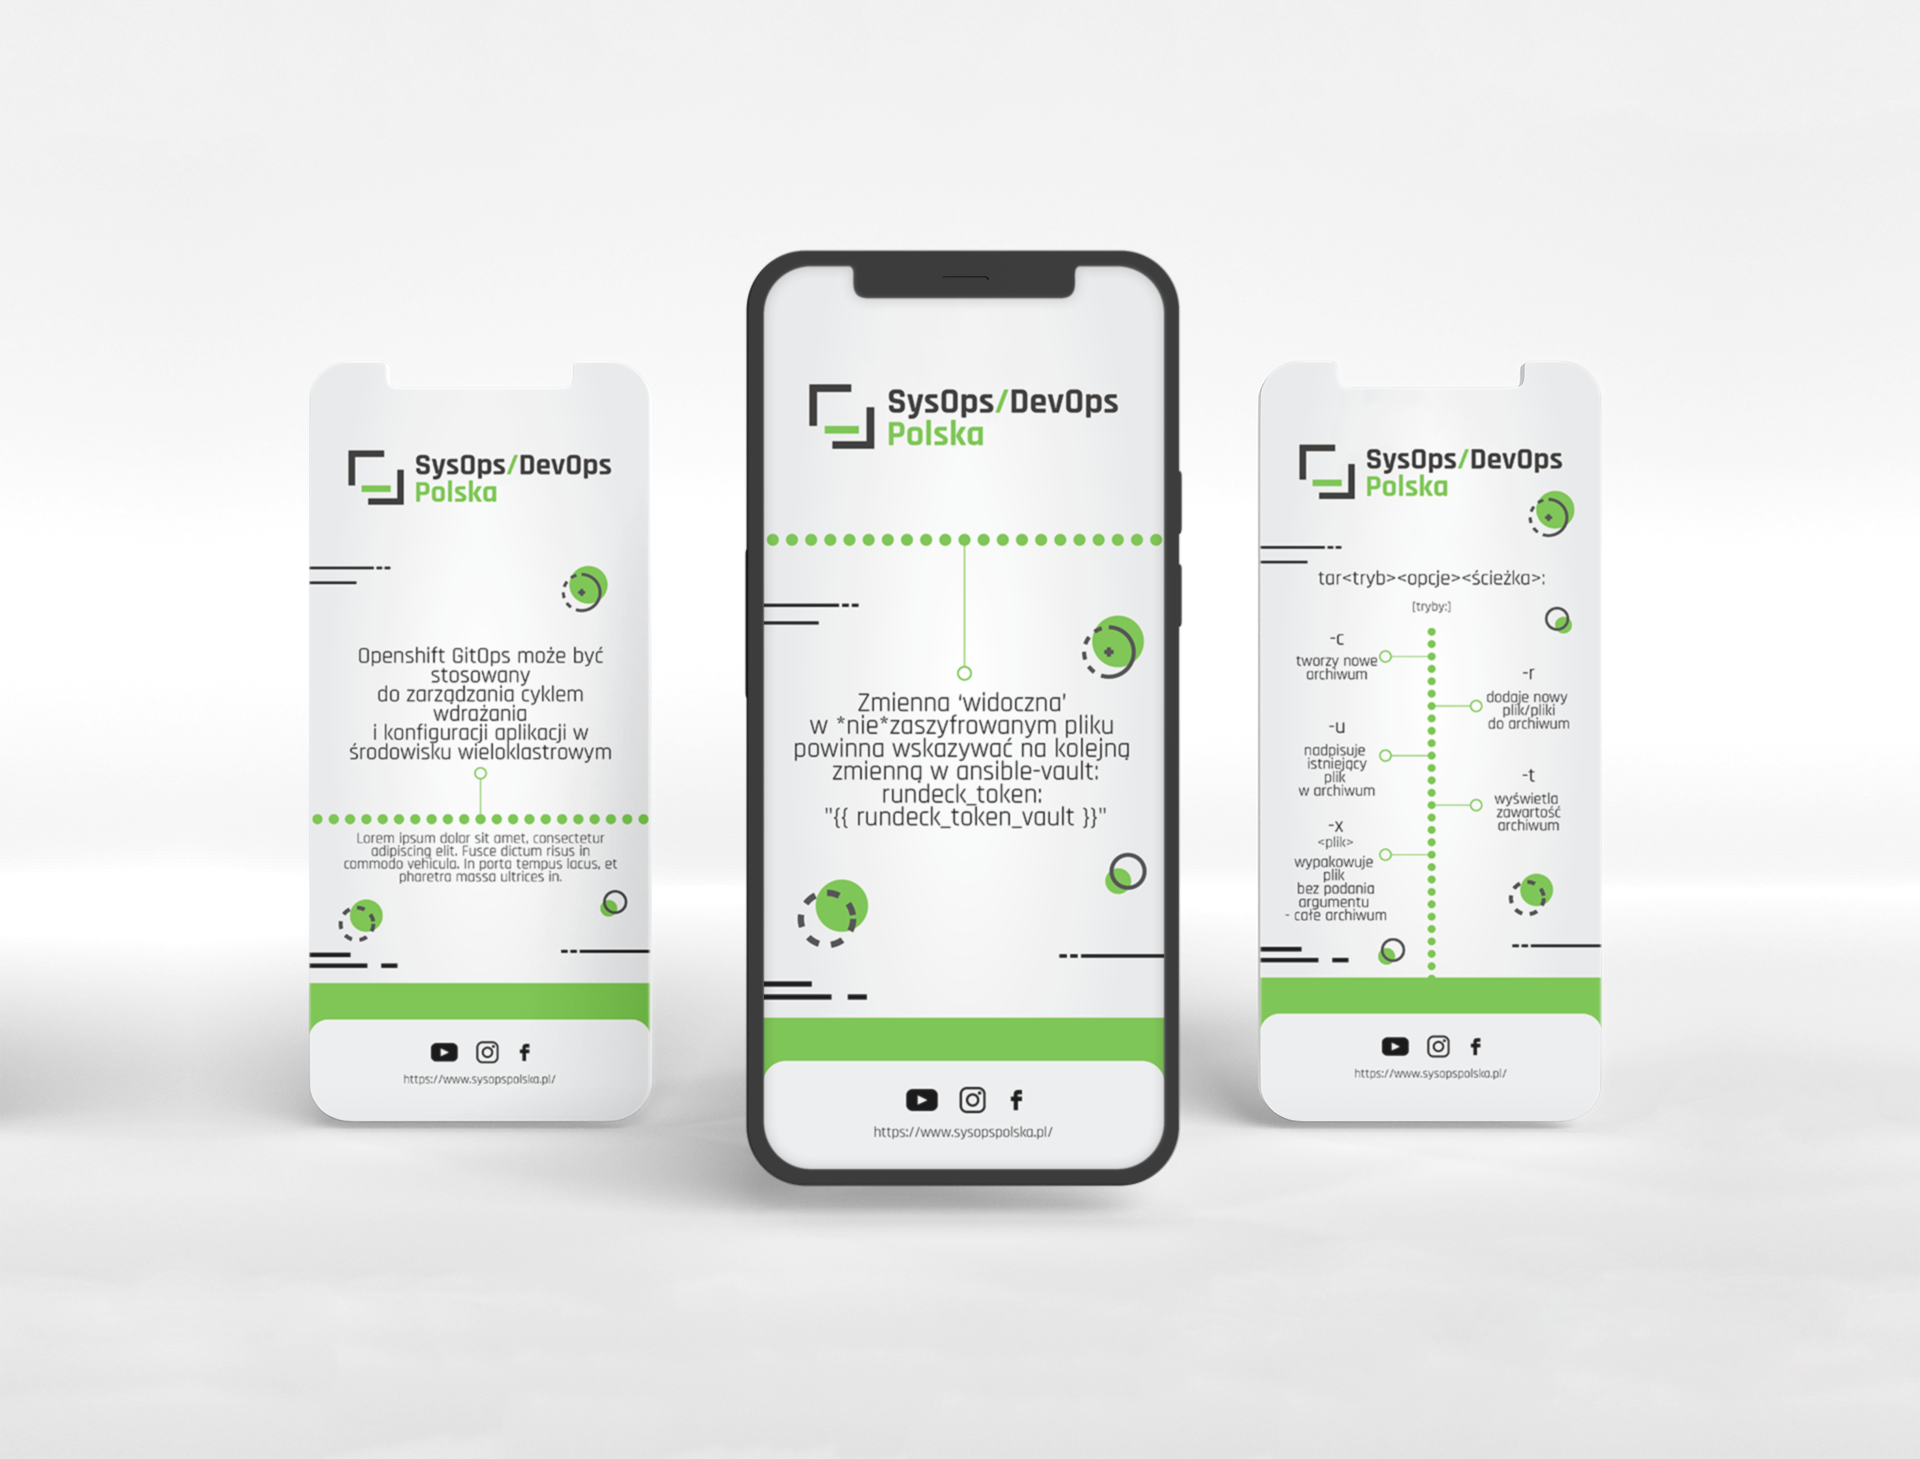 SysOps/DevOps
Polska
Openshift GitOps może być
stosowany
do zarządzania cyklem
wdrażania
i konfiguracji aplikacji w
środowisku wieloklastrowym
Lorem ipsum dolor sit amet, consectetur
adipiscing elit. Fusce dictum risus in
commodo vehicula. In porta tempus lacus, et
pharetra massa ultrices in.
https://www.sysopspolska.pl/
SysOps/DevOps
Polska
Zmienna ‘widoczna’
w *nie*zaszyfrowanym pliku
powinna wskazywać na kolejną
zmienną w ansible-vault:
rundeck_token:
"{{ rundeck_token_vault }}"
https://www.sysopspolska.pl/
SysOps/DevOps
Polska
tar<tryb><opcje><ścieżka>:
[tryby:]
-c
tworzy nowe
archiwum
-r
dodaje nowy
plik/pliki
do archiwum
-u
nadpisuje
istniejący
plik
w archiwum
-t
wyświetla
zawartość
archiwum
-x
<plik>
wypakowuje
plik
bez podania
argumentu
- całe archiwum
https://www.sysopspolska.pl/